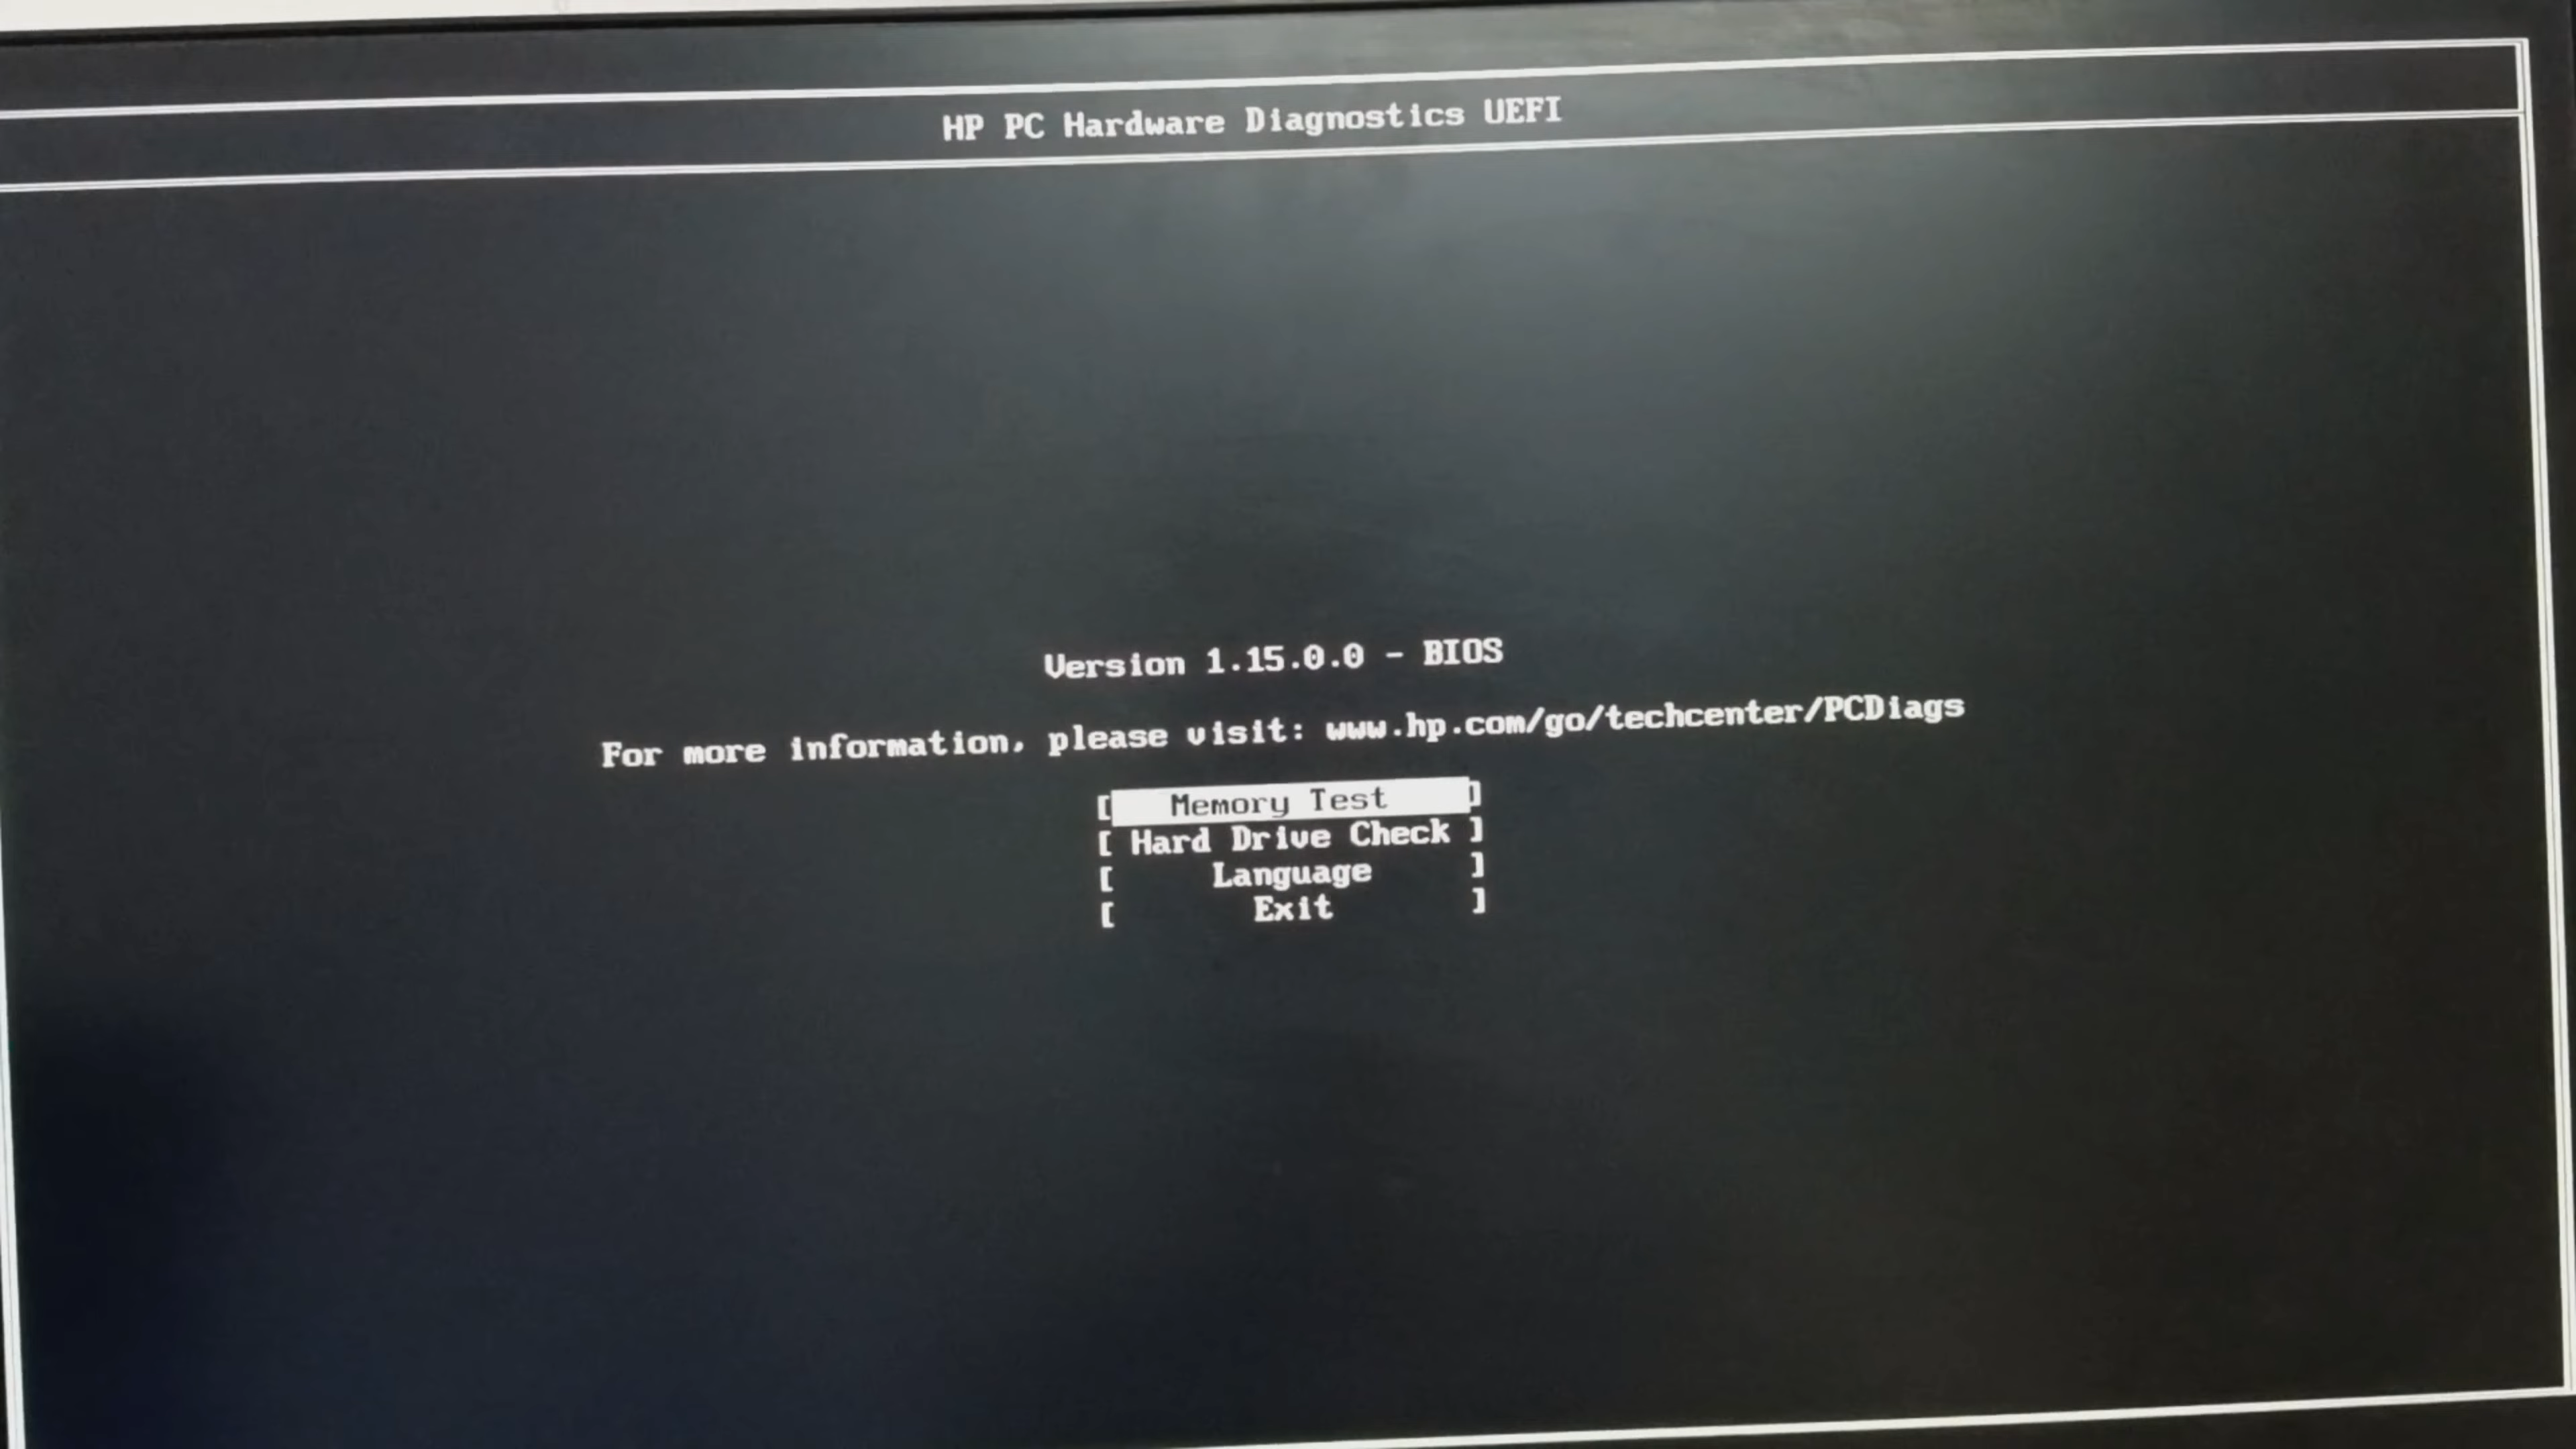 HP PC Hardware Diagnostics UEFI
Version 1.15.0.0 - BIOS
For more information, please visit: www.hp.com/go/techcenter/PCDiags
[ Memory Test ]
[ Hard Drive Check ]
[ Language ]
[ Exit ]